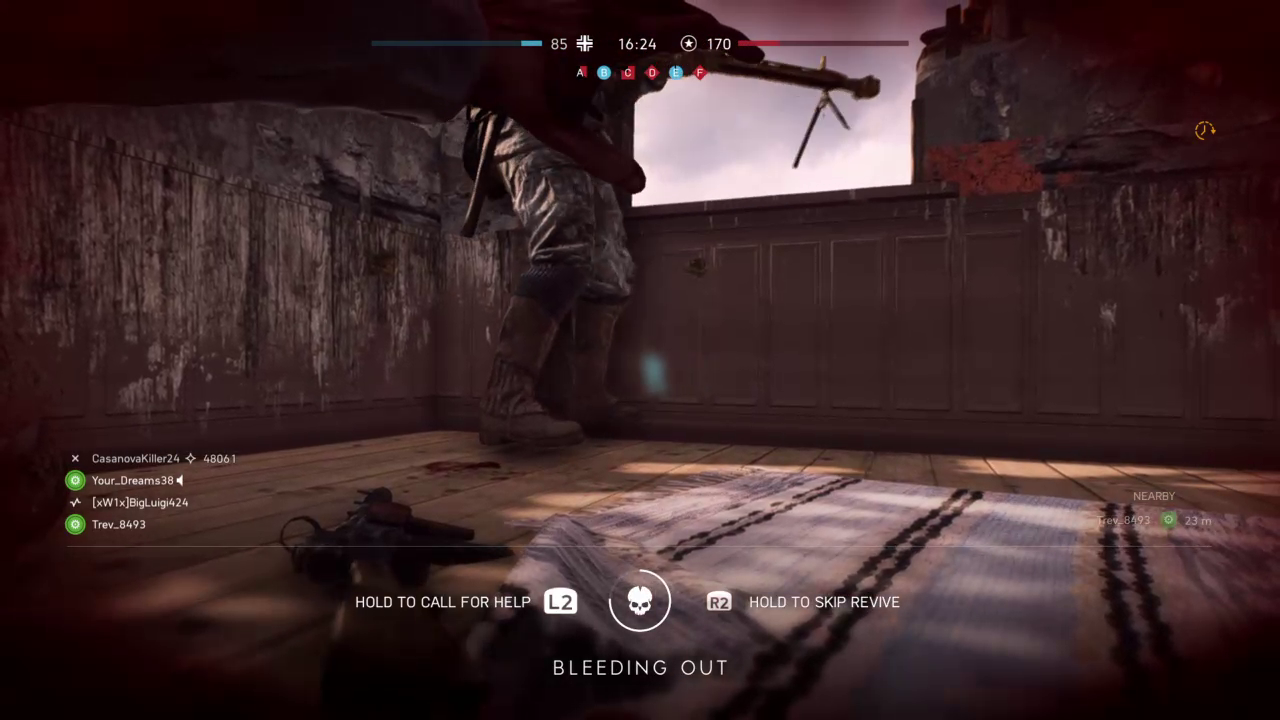 85 16:24 170
A B C D E F
CasanovaKiller24 48061
Your_Dreams38
[xW1x]BigLuigi424
Trev_8493
NEARBY
Trev_8493 23 m
HOLD TO CALL FOR HELP L2 R2 HOLD TO SKIP REVIVE
BLEEDING OUT